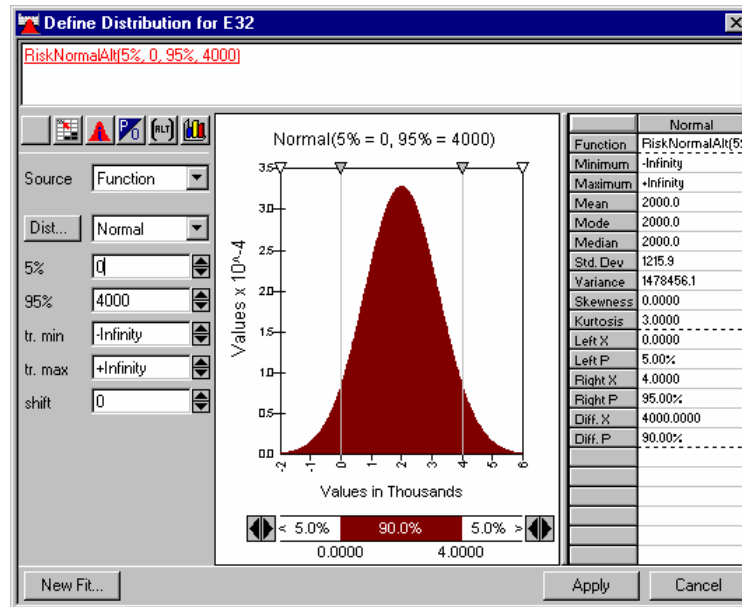 Define Distribution for E32
RiskNormalAlt(5%, 0, 95%, 4000)
(ALT)
Source Function
Dist... Normal
5% 0
95% 4000
tr. min -Infinity
tr. max +Infinity
shift 0
Normal(5% = 0, 95% = 4000)
Values x 10^-4
3.5
3.0
2.5
2.0
1.5
1.0
0.5
0.0
-2 -1 0 1 2 3 4 5 6
Values in Thousands
< 5.0% 90.0% 5.0% >
0.0000 4.0000
Normal
Function RiskNormalAlt(5%
Minimum -Infinity
Maximum +Infinity
Mean 2000.0
Mode 2000.0
Median 2000.0
Std. Dev 1215.9
Variance 1478456.1
Skewness 0.0000
Kurtosis 3.0000
Left X 0.0000
Left P 5.00%
Right X 4.0000
Right P 95.00%
Diff. X 4000.0000
Diff. P 90.00%
New Fit...
Apply
Cancel